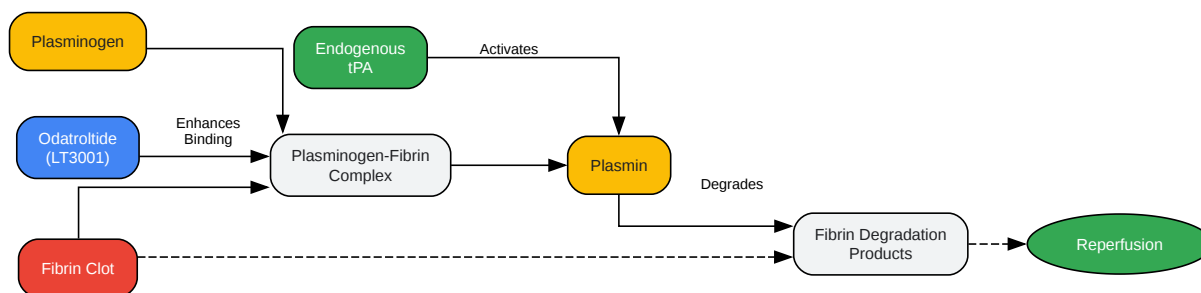 Plasminogen
Endogenous
tPA
Activates
Odatroltide
(LT3001)
Enhances
Binding
Plasminogen-Fibrin
Complex
Plasmin
Degrades
Fibrin Clot
Fibrin Degradation
Products
Reperfusion